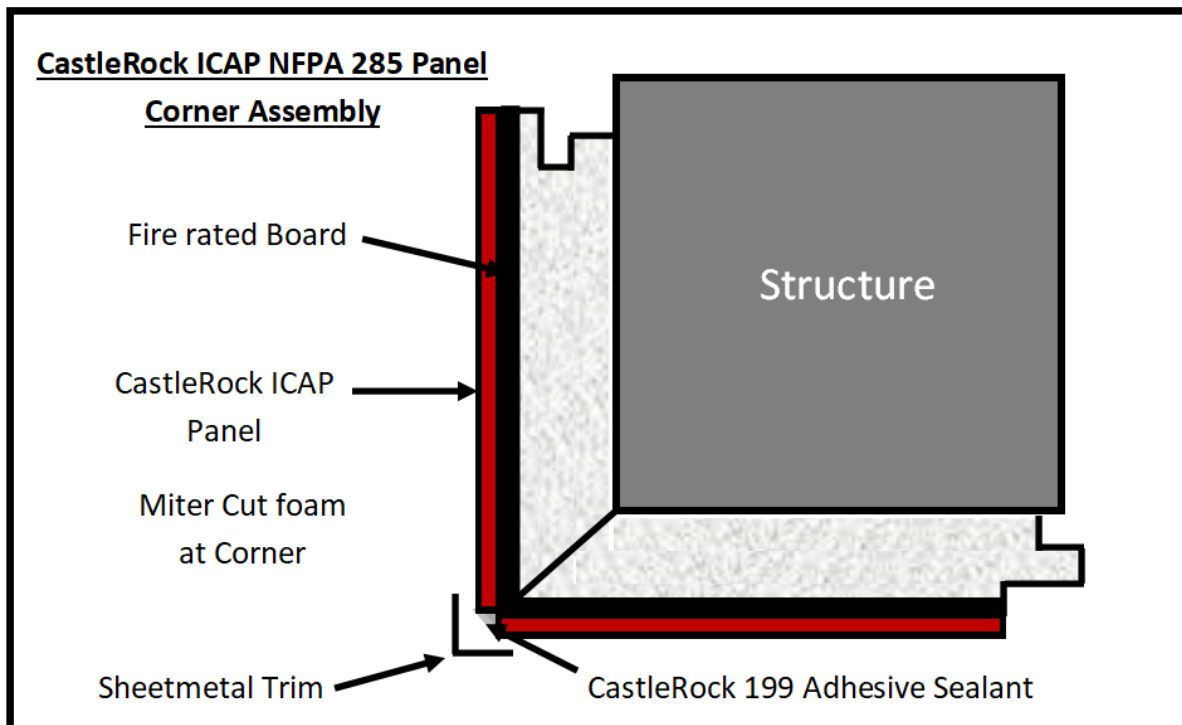 CastleRock ICAP NFPA 285 Panel
Corner Assembly
Fire rated Board
Structure
CastleRock ICAP
Panel
Miter Cut foam
at Corner
Sheetmetal Trim
CastleRock 199 Adhesive Sealant